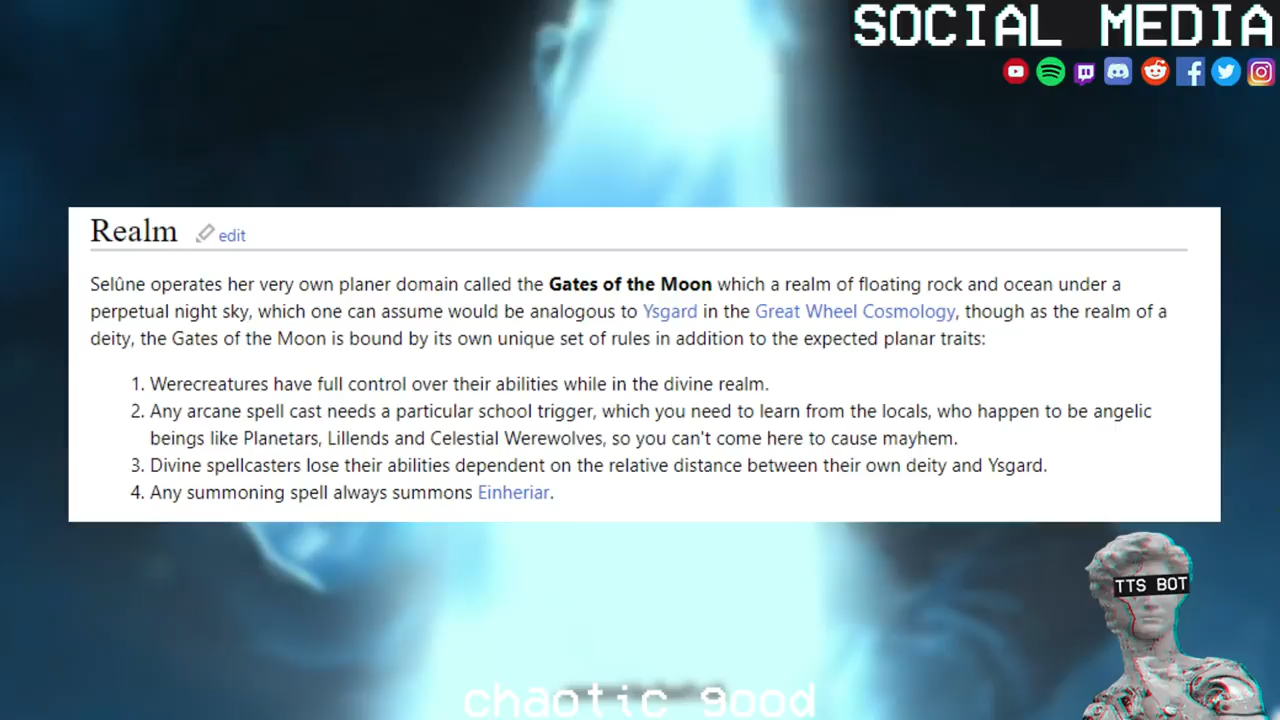 SOCIAL MEDIA
Realm edit
Selûne operates her very own planer domain called the Gates of the Moon which a realm of floating rock and ocean under a
perpetual night sky, which one can assume would be analogous to Ysgard in the Great Wheel Cosmology, though as the realm of a
deity, the Gates of the Moon is bound by its own unique set of rules in addition to the expected planar traits:
1. Werecreatures have full control over their abilities while in the divine realm.
2. Any arcane spell cast needs a particular school trigger, which you need to learn from the locals, who happen to be angelic
beings like Planetars, Lillends and Celestial Werewolves, so you can't come here to cause mayhem.
3. Divine spellcasters lose their abilities dependent on the relative distance between their own deity and Ysgard.
4. Any summoning spell always summons Einheriar.
TTS BOT
chaotic good